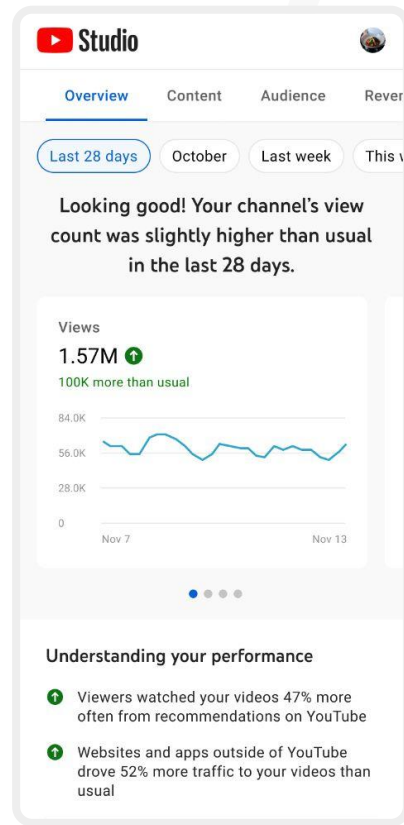 Studio
Overview Content Audience Rever
Last 28 days October Last week This w
Looking good! Your channel's view
count was slightly higher than usual
in the last 28 days.
Views
1.57M
100K more than usual
84.0K
56.0K
28.0K
0
Nov 7 Nov 13
Understanding your performance
Viewers watched your videos 47% more
often from recommendations on YouTube
Websites and apps outside of YouTube
drove 52% more traffic to your videos than
usual